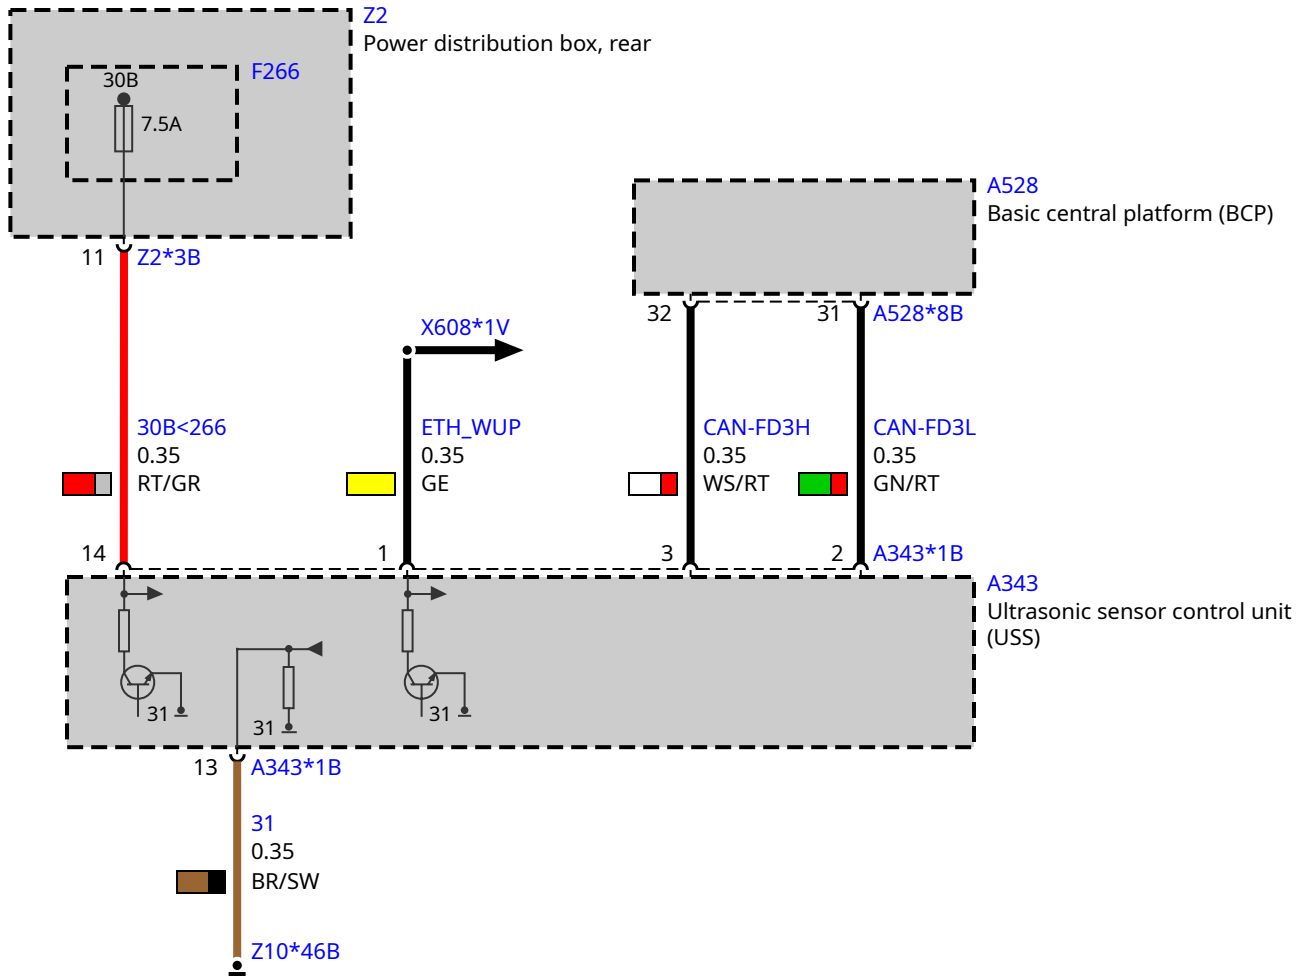 Z2
Power distribution box, rear
F266
30B
7.5A
A528
Basic central platform (BCP)
11
Z2*3B
32
31
A528*8B
X608*1V
30B<266
0.35
RT/GR
ETH_WUP
0.35
GE
CAN-FD3H
0.35
WS/RT
CAN-FD3L
0.35
GN/RT
14
1
3
2
A343*1B
A343
Ultrasonic sensor control unit
(USS)
31
31
31
13
A343*1B
31
0.35
BR/SW
Z10*46B